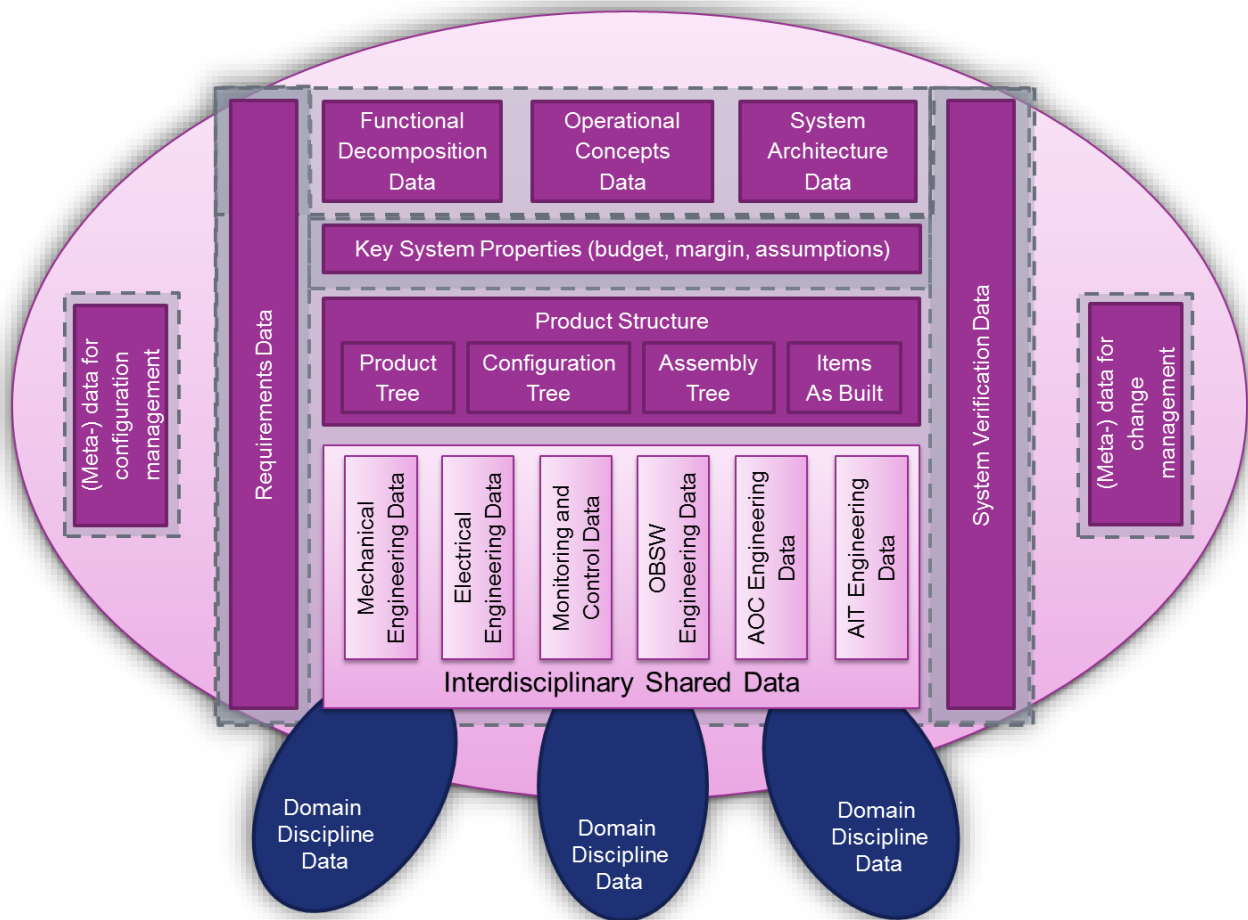 Functional
Decomposition
Data
Operational
Concepts
Data
System
Architecture
Data
Key System Properties (budget, margin, assumptions)
Product Structure
Product
Tree
Configuration
Tree
Assembly
Tree
Items
As Built
(Meta-) data for
configuration
management
Requirements Data
System Verification Data
(Meta-) data for
change
management
Mechanical
Engineering Data
Electrical
Engineering Data
Monitoring and
Control Data
OBSW
Engineering Data
AOC Engineering
Data
AIT Engineering
Data
Interdisciplinary Shared Data
Domain
Discipline
Data
Domain
Discipline
Data
Domain
Discipline
Data